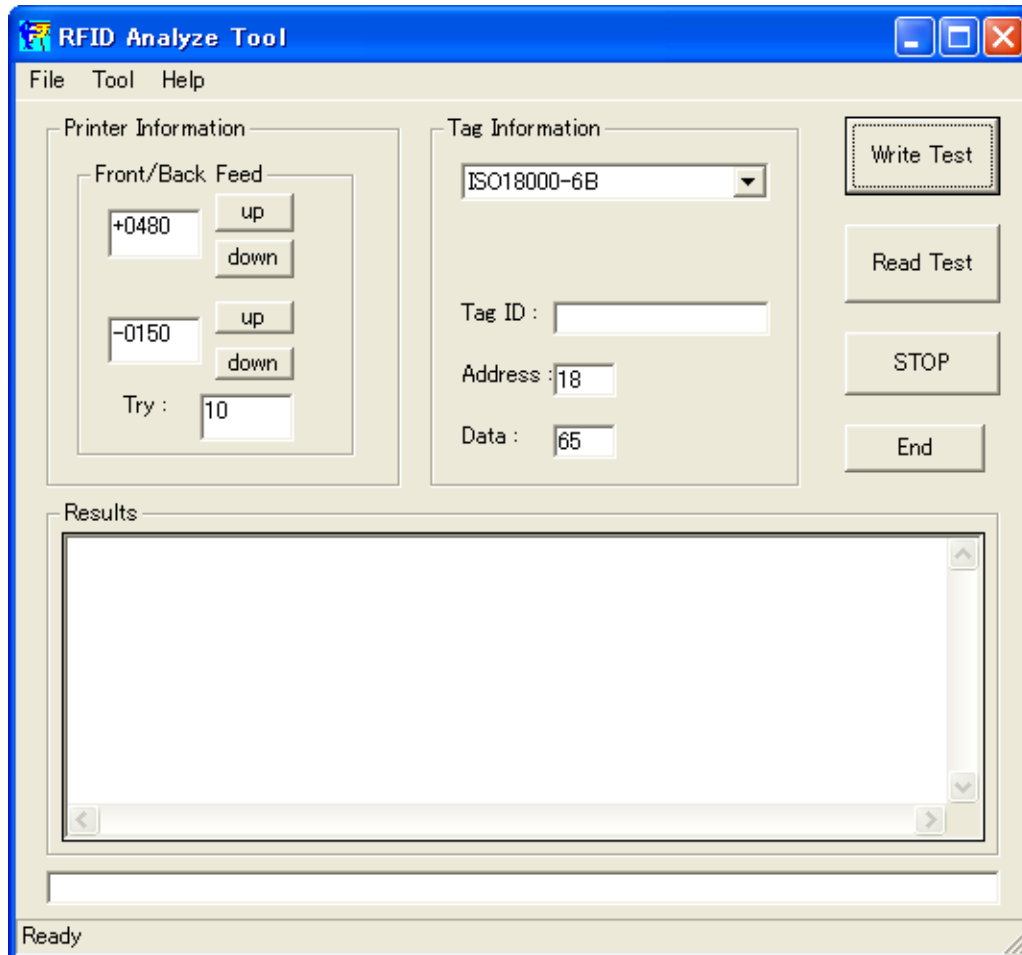 RFID Analyze Tool
File Tool Help
Printer Information
Front/Back Feed
+0480
up
down
-0150
up
down
Try : 10
Tag Information
ISO18000-6B
Tag ID :
Address : 18
Data : 65
Write Test
Read Test
STOP
End
Results
Ready